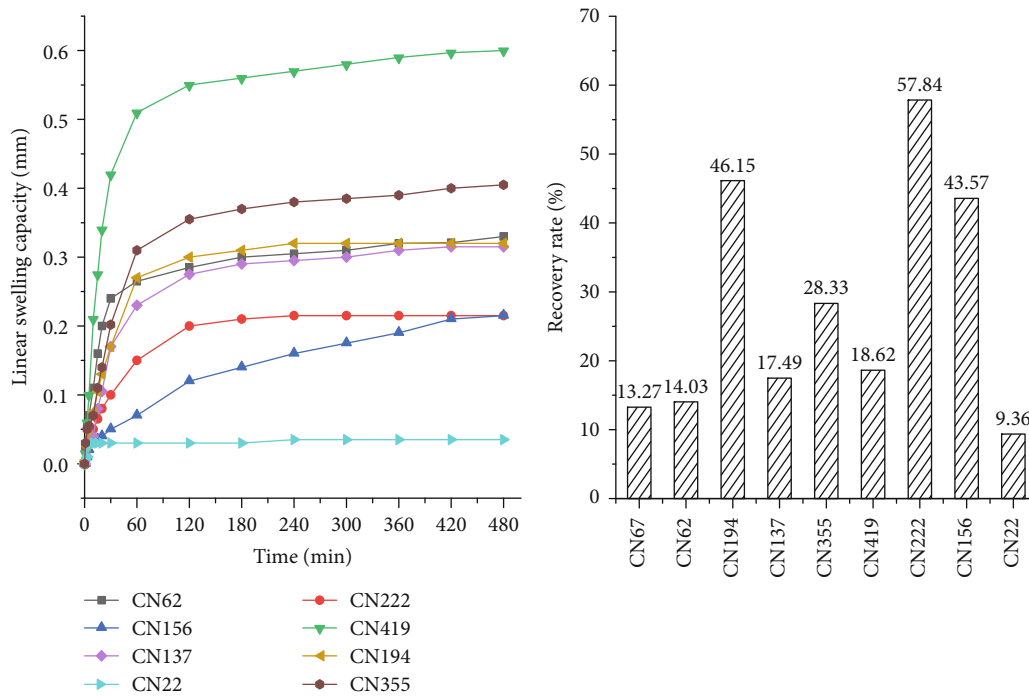 Linear swelling capacity (mm)
0.6
0.5
0.4
0.3
0.2
0.1
0.0
0 60 120 180 240 300 360 420 480
Time (min)
CN62
CN156
CN137
CN22
CN222
CN419
CN194
CN355
Recovery rate (%)
70
60
50
40
30
20
10
0
13.27
14.03
46.15
17.49
28.33
18.62
57.84
43.57
9.36
CN67
CN62
CN194
CN137
CN355
CN419
CN222
CN156
CN22